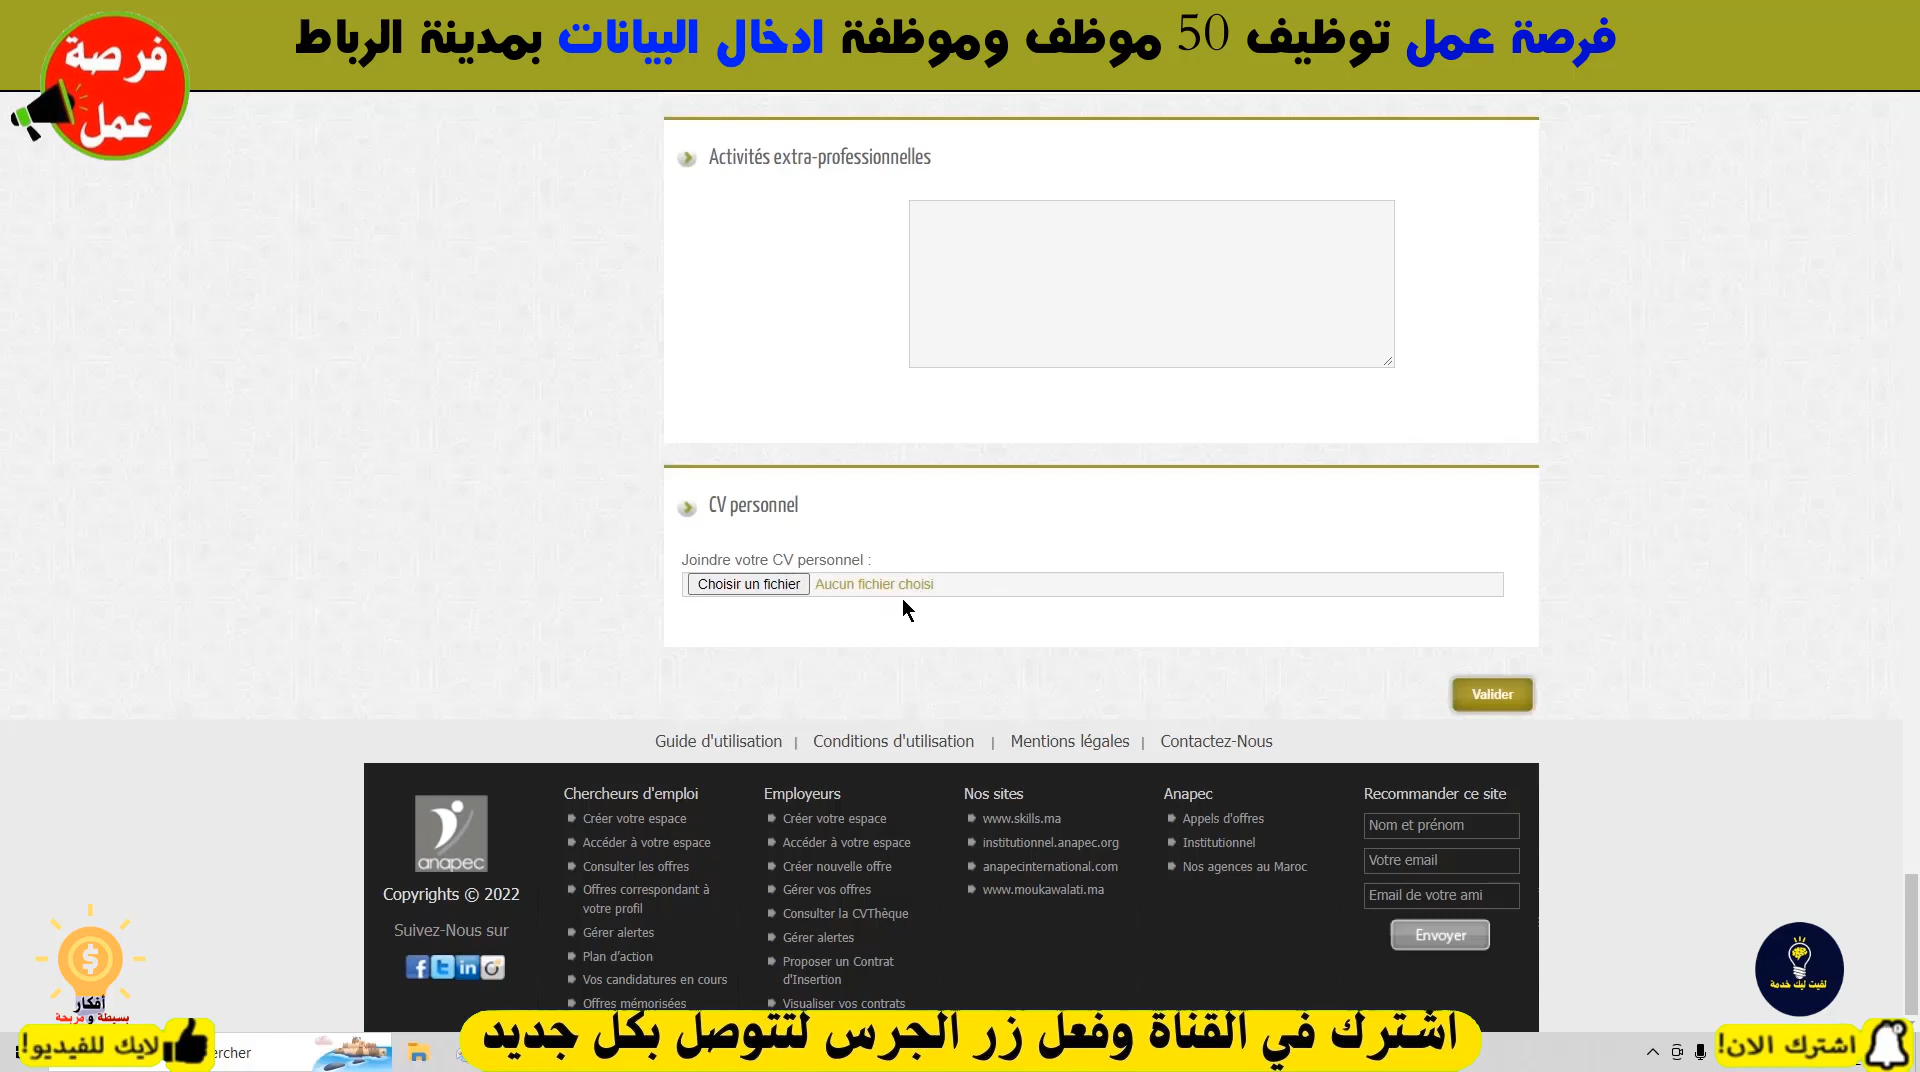 فرصة عمل توظيف 50 موظف وموظفة ادخال البيانات بمدينة الرباط
فرصة
عمل
Activités extra-professionnelles
CV personnel
Joindre votre CV personnel :
Choisir un fichier Aucun fichier choisi
Valider
Guide d'utilisation | Conditions d'utilisation | Mentions légales | Contactez-Nous
anapec
Copyrights © 2022
Suivez-Nous sur
Chercheurs d'emploi
Créer votre espace
Accéder à votre espace
Consulter les offres
Offres correspondant à
votre profil
Gérer alertes
Plan d'action
Vos candidatures en cours
Offres mémorisées
Employeurs
Créer votre espace
Accéder à votre espace
Créer nouvelle offre
Gérer vos offres
Consulter la CVThèque
Gérer alertes
Proposer un Contrat
d'Insertion
Visualiser vos contrats
Nos sites
www.skills.ma
institutionnel.anapec.org
anapecinternational.com
www.moukawalati.ma
Anapec
Appels d'offres
Institutionnel
Nos agences au Maroc
Recommander ce site
Nom et prénom
Votre email
Email de votre ami
Envoyer
أفكار
بسيطة و مربحة
لقيت ليك خدمة
لايك للفيديو!
ercher
اشترك في القناة وفعل زر الجرس لتتوصل بكل جديد
اشترك الان!